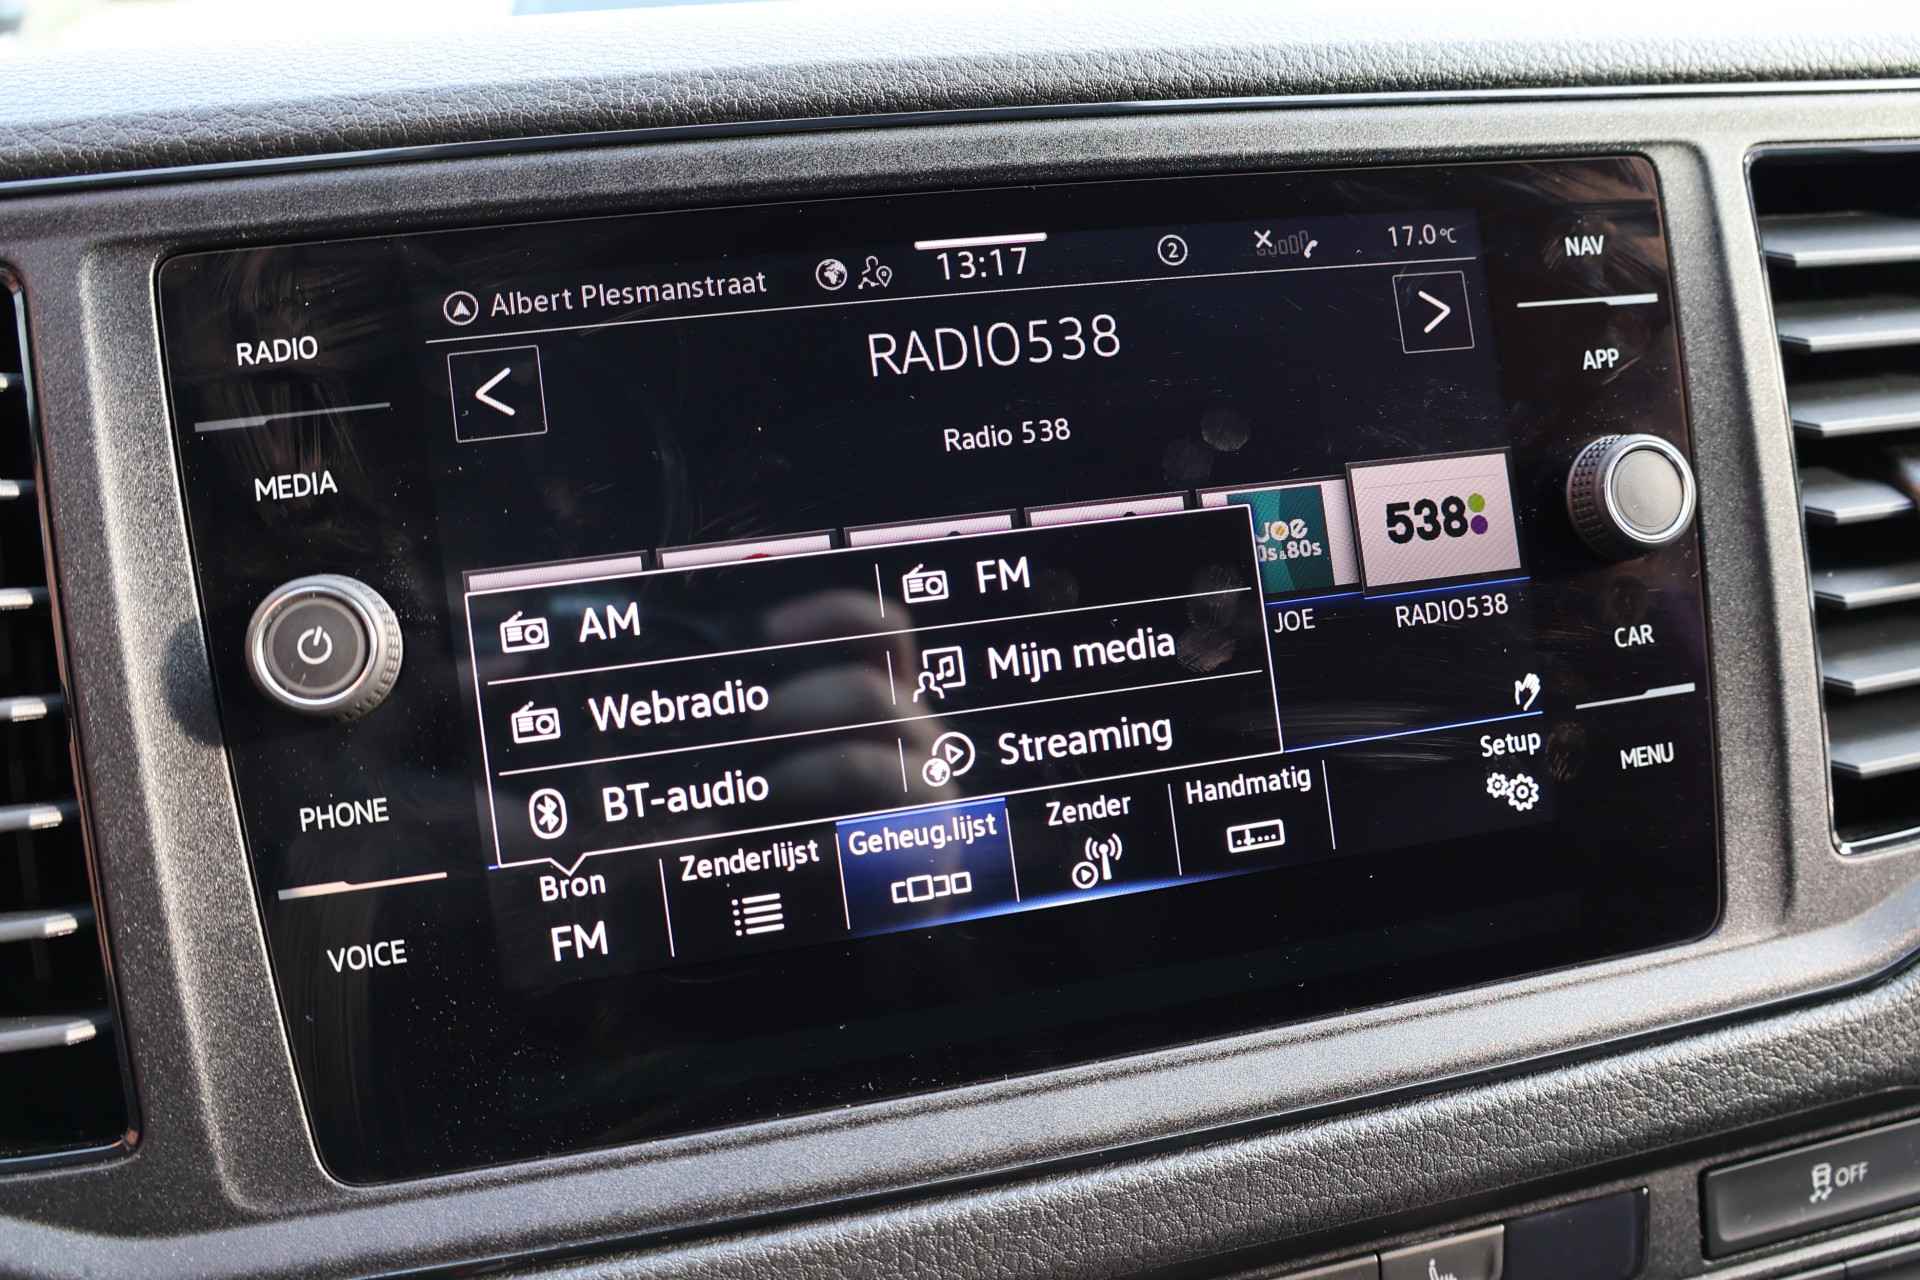 Albert Plesmanstraat
13:17
2
17.0°C
NAV
RADIO
RADIO538
APP
MEDIA
Radio 538
538
JOE
0s&80s
AM
FM
JOE
RADIO538
CAR
Webradio
Mijn media
BT-audio
Streaming
Setup
MENU
PHONE
Bron
FM
Zenderlijst
Geheug.lijst
Zender
Handmatig
VOICE
OFF